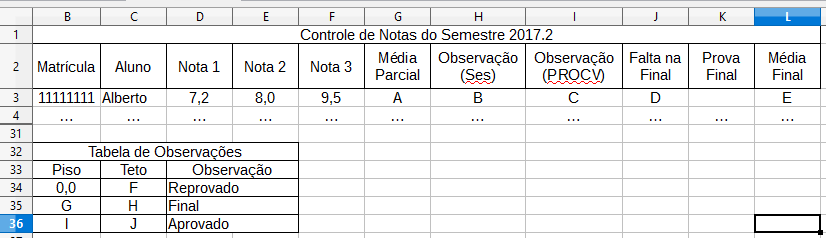 B C D E F G H I J K L
1 Controle de Notas do Semestre 2017.2
2 Matrícula Aluno Nota 1 Nota 2 Nota 3 Média Parcial Observação (Ses) Observação (PROCV) Falta na Final Prova Final Média Final
3 11111111 Alberto 7,2 8,0 9,5 A B C D E
4 ... ... ... ... ... ... ... ... ... ... ...
31
32 Tabela de Observações
33 Piso Teto Observação
34 0,0 F Reprovado
35 G H Final
36 I J Aprovado
37